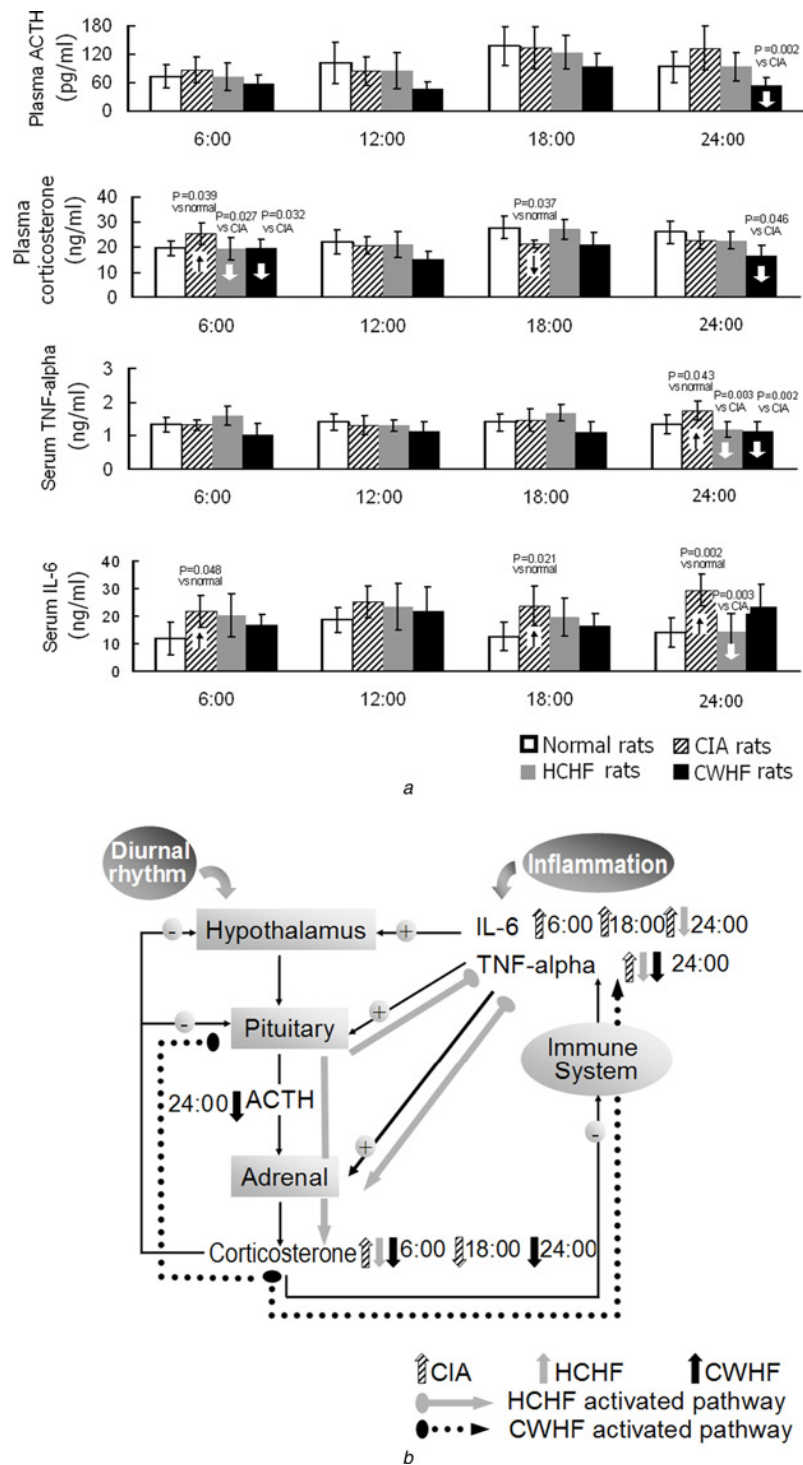 Plasma ACTH
(pg/ml)
180
120
60
0
P=0.002
vs CIA
6:00
12:00
18:00
24:00
Plasma
corticosterone
(ng/ml)
40
30
20
10
0
P=0.039
vs normal
P=0.027
vs CIA
P=0.032
vs CIA
P=0.037
vs normal
P=0.046
vs CIA
6:00
12:00
18:00
24:00
Serum TNF-alpha
(ng/ml)
3
2
1
0
P=0.043
vs normal
P=0.003
vs CIA
P=0.002
vs CIA
6:00
12:00
18:00
24:00
Serum IL-6
(ng/ml)
40
30
20
10
0
P=0.048
vs normal
P=0.021
vs normal
P=0.002
vs normal
P=0.003
vs CIA
6:00
12:00
18:00
24:00
Normal rats
CIA rats
HCHF rats
CWHF rats
a
Diurnal
rhythm
Inflammation
- Hypothalamus + IL-6 6:00 18:00 24:00
TNF-alpha 24:00
- Pituitary +
Immune
System
24:00 ACTH
+ -
Adrenal
Corticosterone 6:00 18:00 24:00
CIA HCHF CWHF
HCHF activated pathway
CWHF activated pathway
b